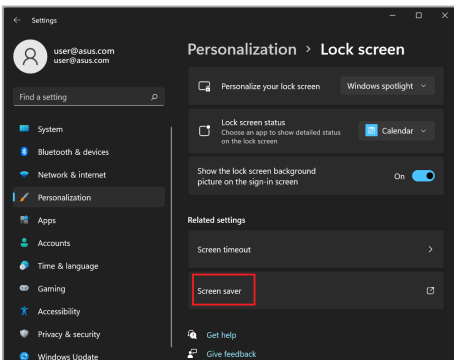 Settings
user@asus.com
user@asus.com
Find a setting
System
Bluetooth & devices
Network & internet
Personalization
Apps
Accounts
Time & language
Gaming
Accessibility
Privacy & security
Windows Update
Personalization > Lock screen
Personalize your lock screen
Windows spotlight
Lock screen status
Choose an app to show detailed status
on the lock screen
Calendar
Show the lock screen background
picture on the sign-in screen
On
Related settings
Screen timeout
Screen saver
Get help
Give feedback